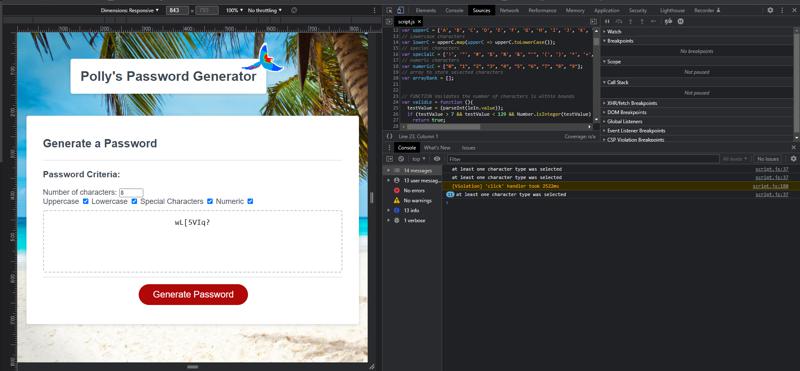 Dimensions: Responsive ▼ 843 × 793 100% ▼ No throttling ▼
Polly's Password Generator
Generate a Password
Password Criteria:
Number of characters: 8
Uppercase Lowercase Special Characters Numeric
wL[5VIq?
Generate Password
Elements Console Sources Network Performance Memory Application Security Lighthouse Recorder
script.js ×
12 var upperC = ["A", "B", "C", "D", "E", "F", "G", "H", "I", "J", "K",
13 // lowercase characters
14 var lowerC = upperC.map(upperC => upperC.toLowerCase());
15 // special characters
16 var specialC =
17 // numeric characters
18 var numericC = ["0", "1", "2", "3", "4", "5", "6", "7", "8", "9"];
19 // array to store selected characters
20 var arrayBank = [];
21
22
23 // FUNCTION Validates the number of characters is within bounds
24 var validLe = function (){
25 testValue = (parseInt(leIn.value));
26 if (testValue > 7 && testValue < 129 && Number.isInteger(testValue)
27 return true;
28
{} Line 23, Column 1 Coverage: n/a
Watch
Breakpoints
No breakpoints
Scope
Not paused
Call Stack
Not paused
XHR/fetch Breakpoints
DOM Breakpoints
Global Listeners
Event Listener Breakpoints
CSP Violation Breakpoints
Console What's New Issues
top ▼ Filter All levels ▼ No Issues
14 messages
13 user messag...
No errors
No warnings
13 info
1 verbose
at least one character type was selected script.js:37
at least one character type was selected script.js:37
[Violation] 'click' handler took 2522ms script.js:180
at least one character type was selected script.js:37